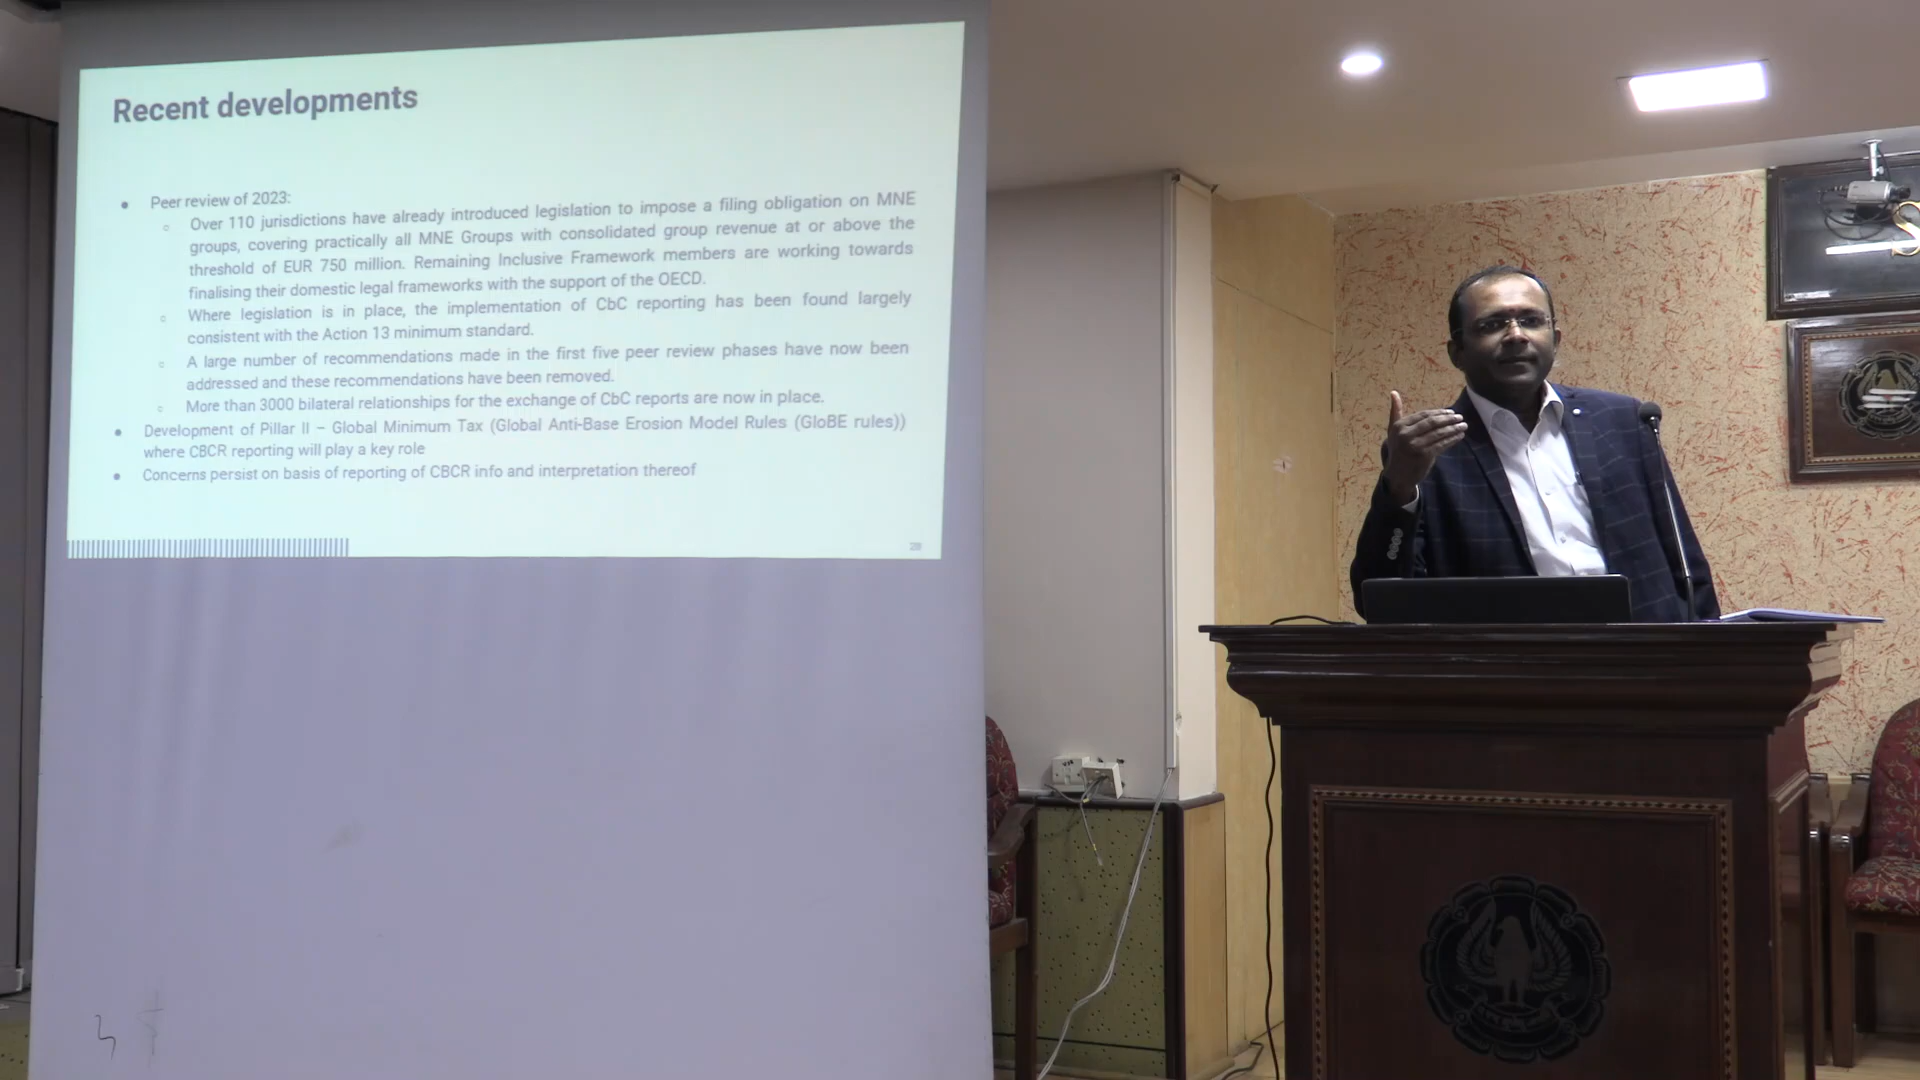 Recent developments
• Peer review of 2023:
○ Over 110 jurisdictions have already introduced legislation to impose a filing obligation on MNE
groups, covering practically all MNE Groups with consolidated group revenue at or above the
threshold of EUR 750 million. Remaining Inclusive Framework members are working towards
finalising their domestic legal frameworks with the support of the OECD.
○ Where legislation is in place, the implementation of CbC reporting has been found largely
consistent with the Action 13 minimum standard.
○ A large number of recommendations made in the first five peer review phases have now been
addressed and these recommendations have been removed.
○ More than 3000 bilateral relationships for the exchange of CbC reports are now in place.
• Development of Pillar II – Global Minimum Tax (Global Anti-Base Erosion Model Rules (GloBE rules))
where CBCR reporting will play a key role
• Concerns persist on basis of reporting of CBCR info and interpretation thereof